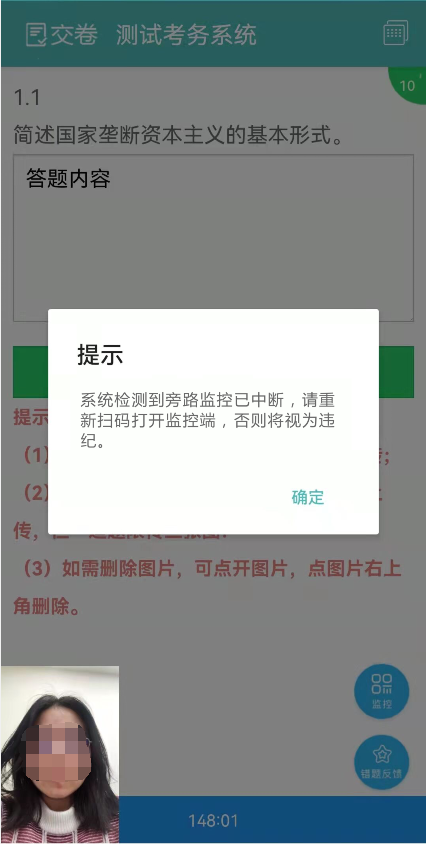 交卷 测试考务系统
10
1.1
简述国家垄断资本主义的基本形式。
答题内容
提示
系统检测到旁路监控已中断，请重
新扫码打开监控端，否则将视为违
纪。
确定
提示
（1）
；
（2）
传，
（3）如需删除图片，可点开图片，点图片右上
角删除。
监控
错题反馈
148:01